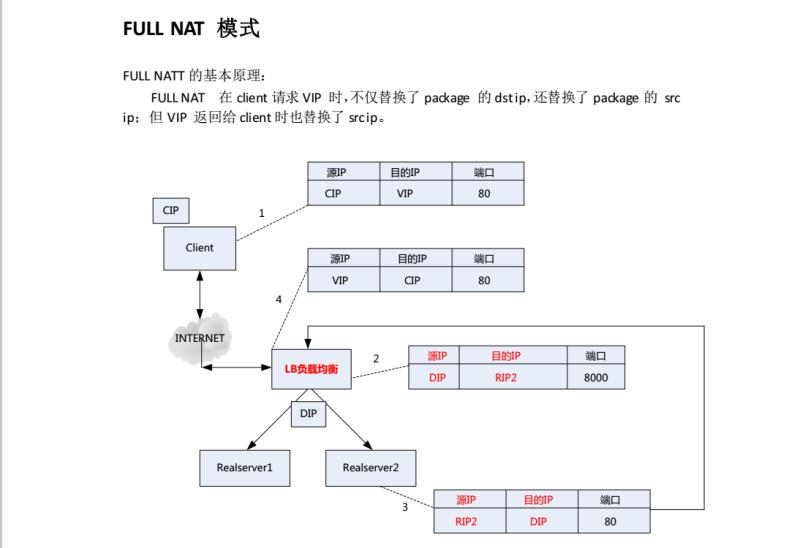 FULL NAT 模式
FULL NATT 的基本原理：
FULL NAT 在 client 请求 VIP 时，不仅替换了 package 的 dst ip，还替换了 package 的 src
ip；但 VIP 返回给 client 时也替换了 src ip。
源IP 目的IP 端口
CIP VIP 80
CIP
1
Client
源IP 目的IP 端口
VIP CIP 80
4
INTERNET
LB负载均衡
2
源IP 目的IP 端口
DIP RIP2 8000
DIP
Realserver1
Realserver2
3
源IP 目的IP 端口
RIP2 DIP 80